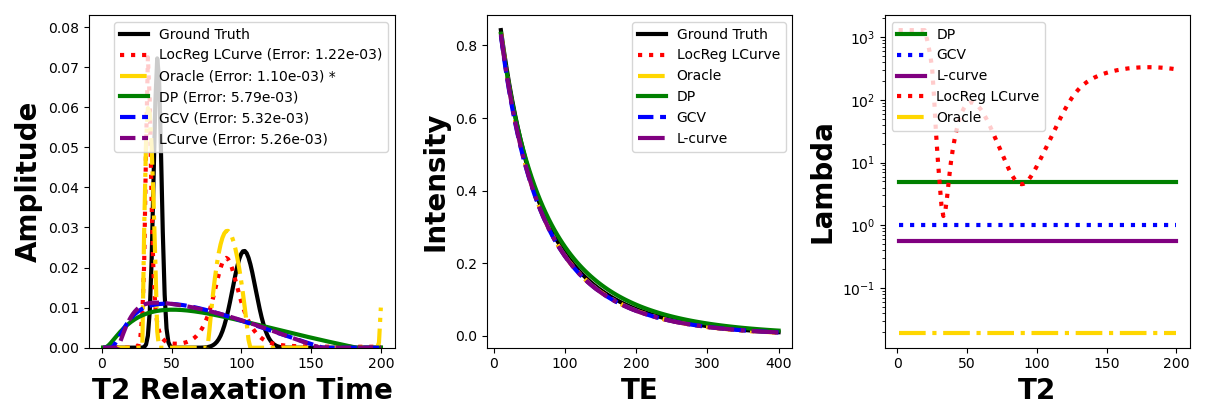 Amplitude
0.08
0.07
0.06
0.05
0.04
0.03
0.02
0.01
0.00
Ground Truth
LocReg LCurve (Error: 1.22e-03)
Oracle (Error: 1.10e-03) *
DP (Error: 5.79e-03)
GCV (Error: 5.32e-03)
LCurve (Error: 5.26e-03)
0 50 100 150 200
T2 Relaxation Time
Intensity
0.8
0.6
0.4
0.2
0.0
Ground Truth
LocReg LCurve
Oracle
DP
GCV
L-curve
0 100 200 300 400
TE
Lambda
10³
10²
10¹
10⁰
10⁻¹
DP
GCV
L-curve
LocReg LCurve
Oracle
0 50 100 150 200
T2